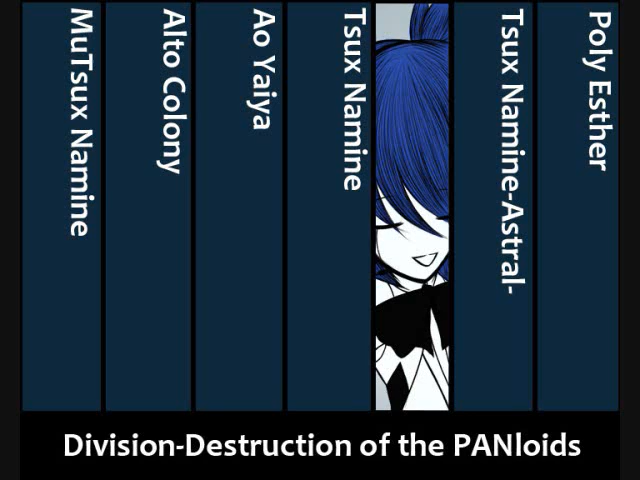 MuTsux Namine
Alto Colony
Ao Yaiya
Tsux Namine
Tsux Namine-Astral-
Poly Esther
Division-Destruction of the PANloids